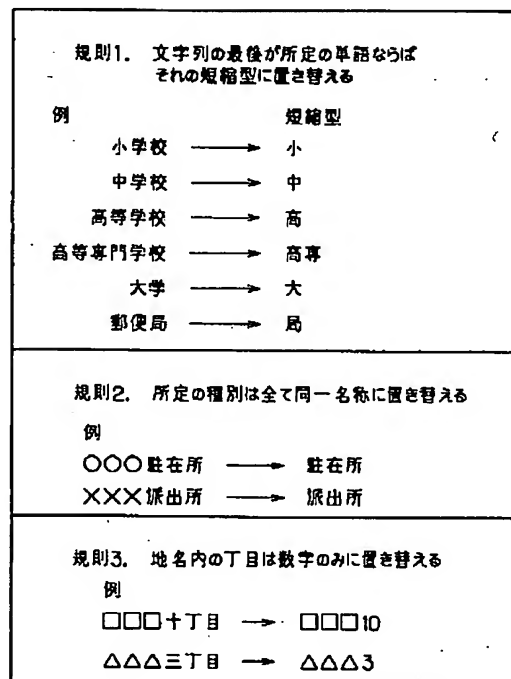 規則1. 文字列の最後が所定の単語ならば
それの短縮型に置き替える
例 短縮型
小学校 → 小
中学校 → 中
高等学校 → 高
高等専門学校 →高専
大学 → 大
郵便局 → 局
規則2. 所定の種別は全て同一名称に置き替える
例
○○○駐在所 → 駐在所
×××派出所 → 派出所
規則3. 地名内の丁目は数字のみに置き替える
例
□□□十丁目 → □□□10
△△△三丁目 → △△△3